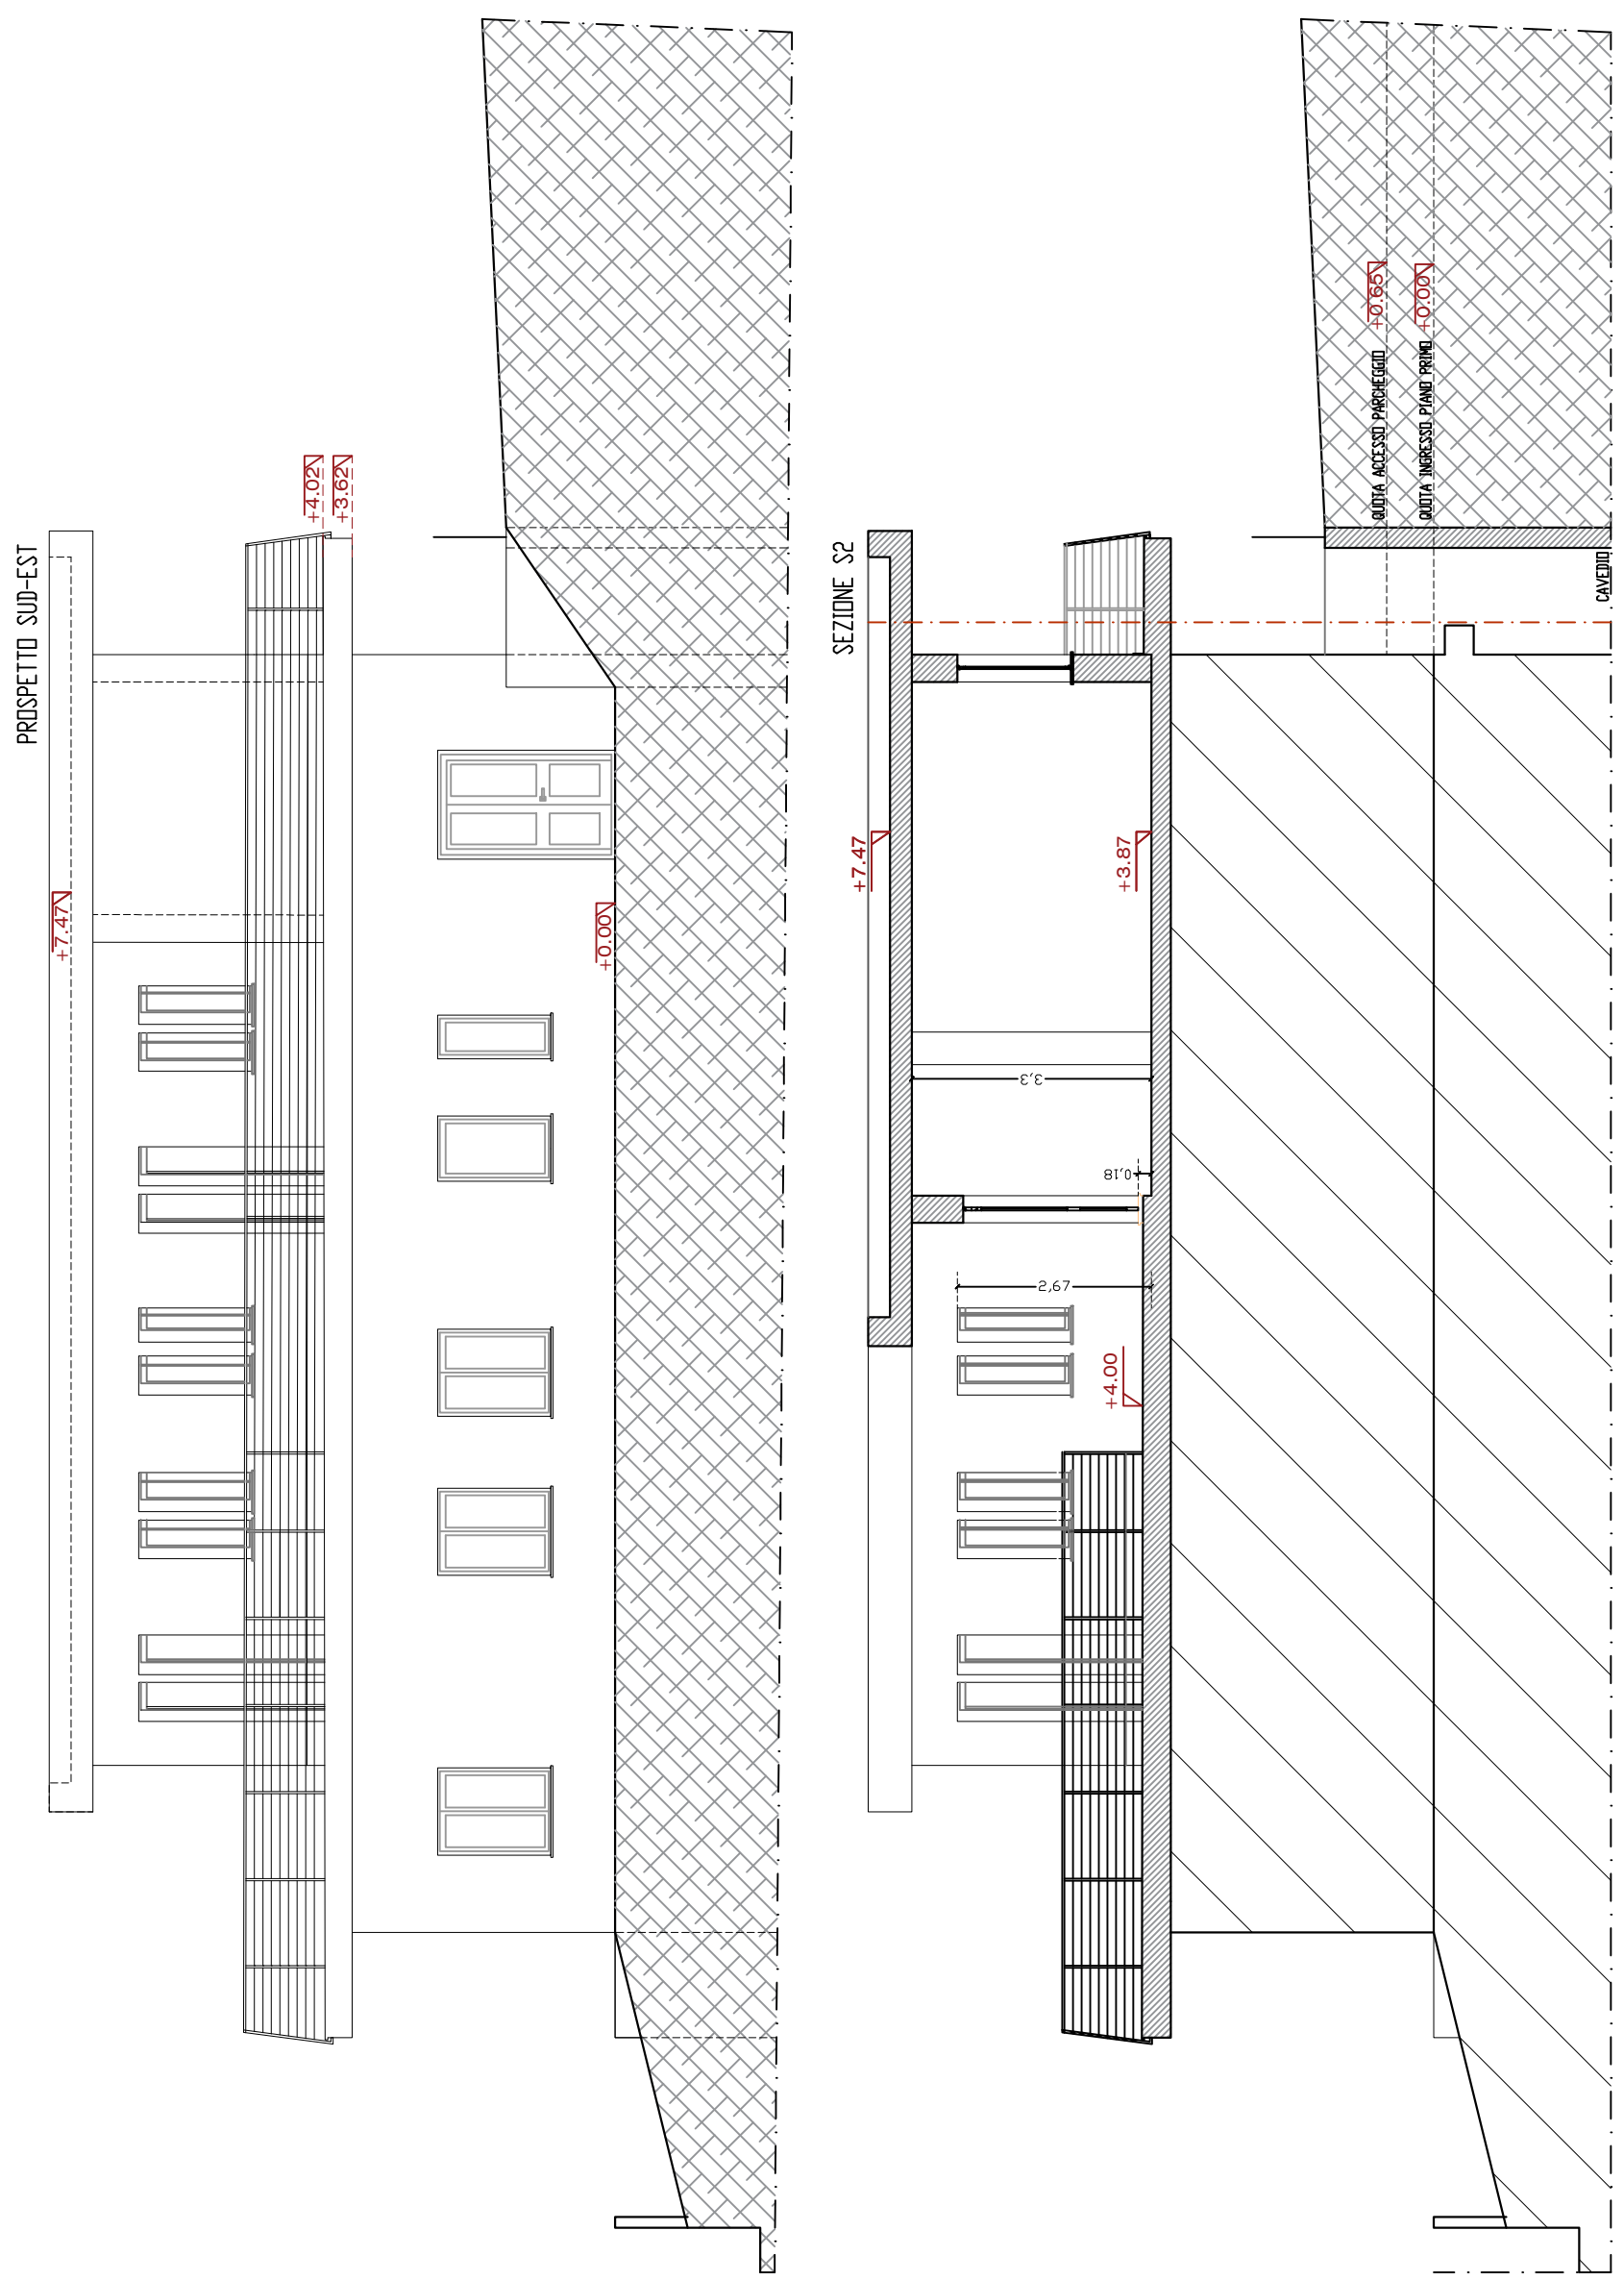 PROSPETTO SUD-EST
+7.47
+4.02
+3.62
+0.00
SEZIONE S2
+7.47
+3.87
3,3
0,18
2,67
+4.00
QUOTA ACCESSO PARCHEGGIO
+0.65
QUOTA INGRESSO PIANO PRIMO
+0.00
CAVEDIO